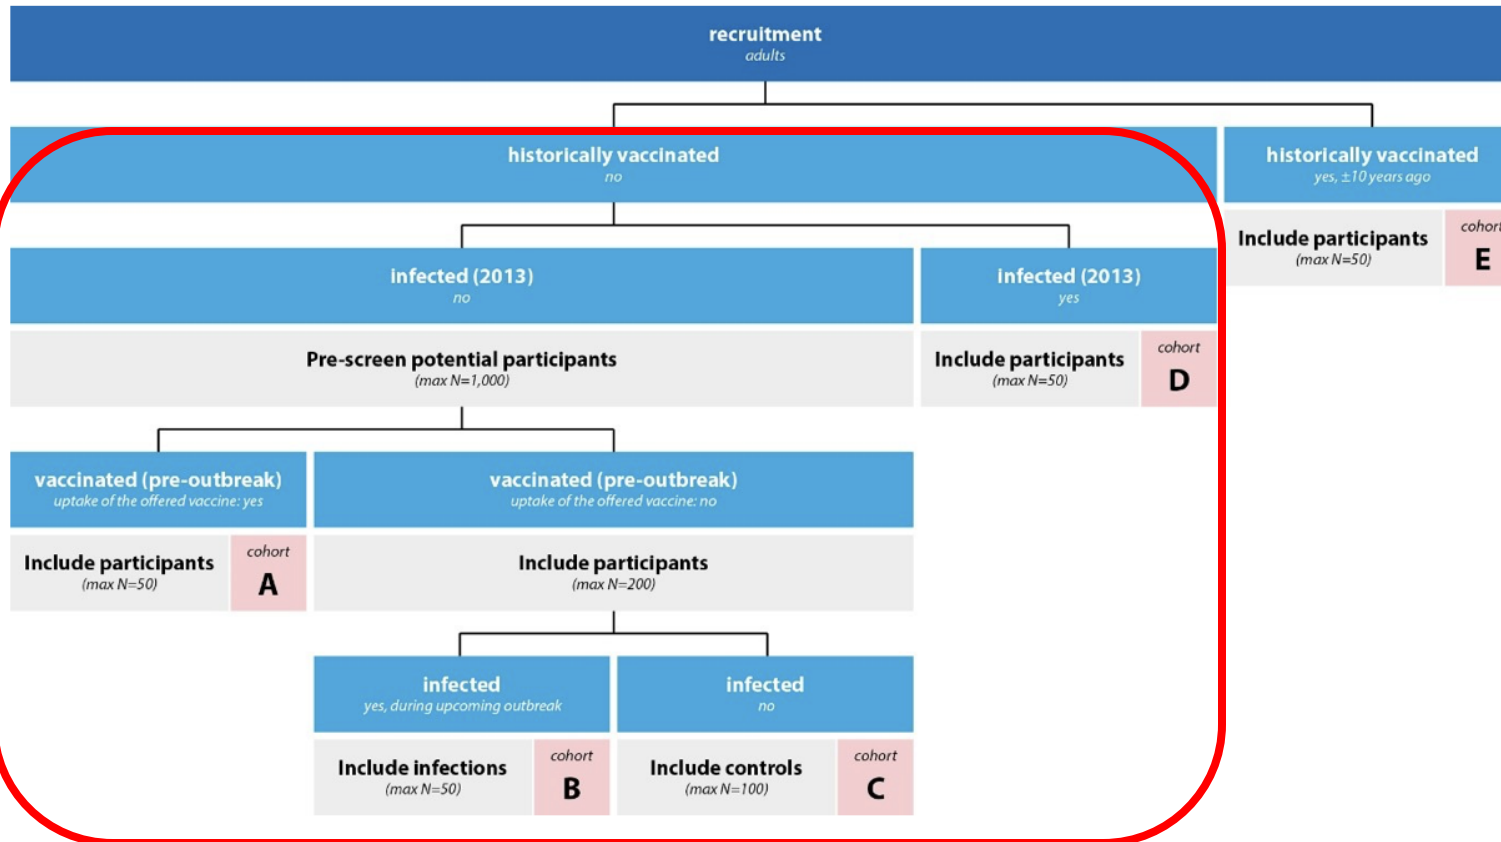 recruitment
adults
historically vaccinated
no
historically vaccinated
yes, ±10 years ago
Include participants
(max N=50)
cohort
E
infected (2013)
no
infected (2013)
yes
Pre-screen potential participants
(max N=1,000)
Include participants
(max N=50)
cohort
D
vaccinated (pre-outbreak)
uptake of the offered vaccine: yes
vaccinated (pre-outbreak)
uptake of the offered vaccine: no
Include participants
(max N=50)
cohort
A
Include participants
(max N=200)
infected
yes, during upcoming outbreak
infected
no
Include infections
(max N=50)
cohort
B
Include controls
(max N=100)
cohort
C